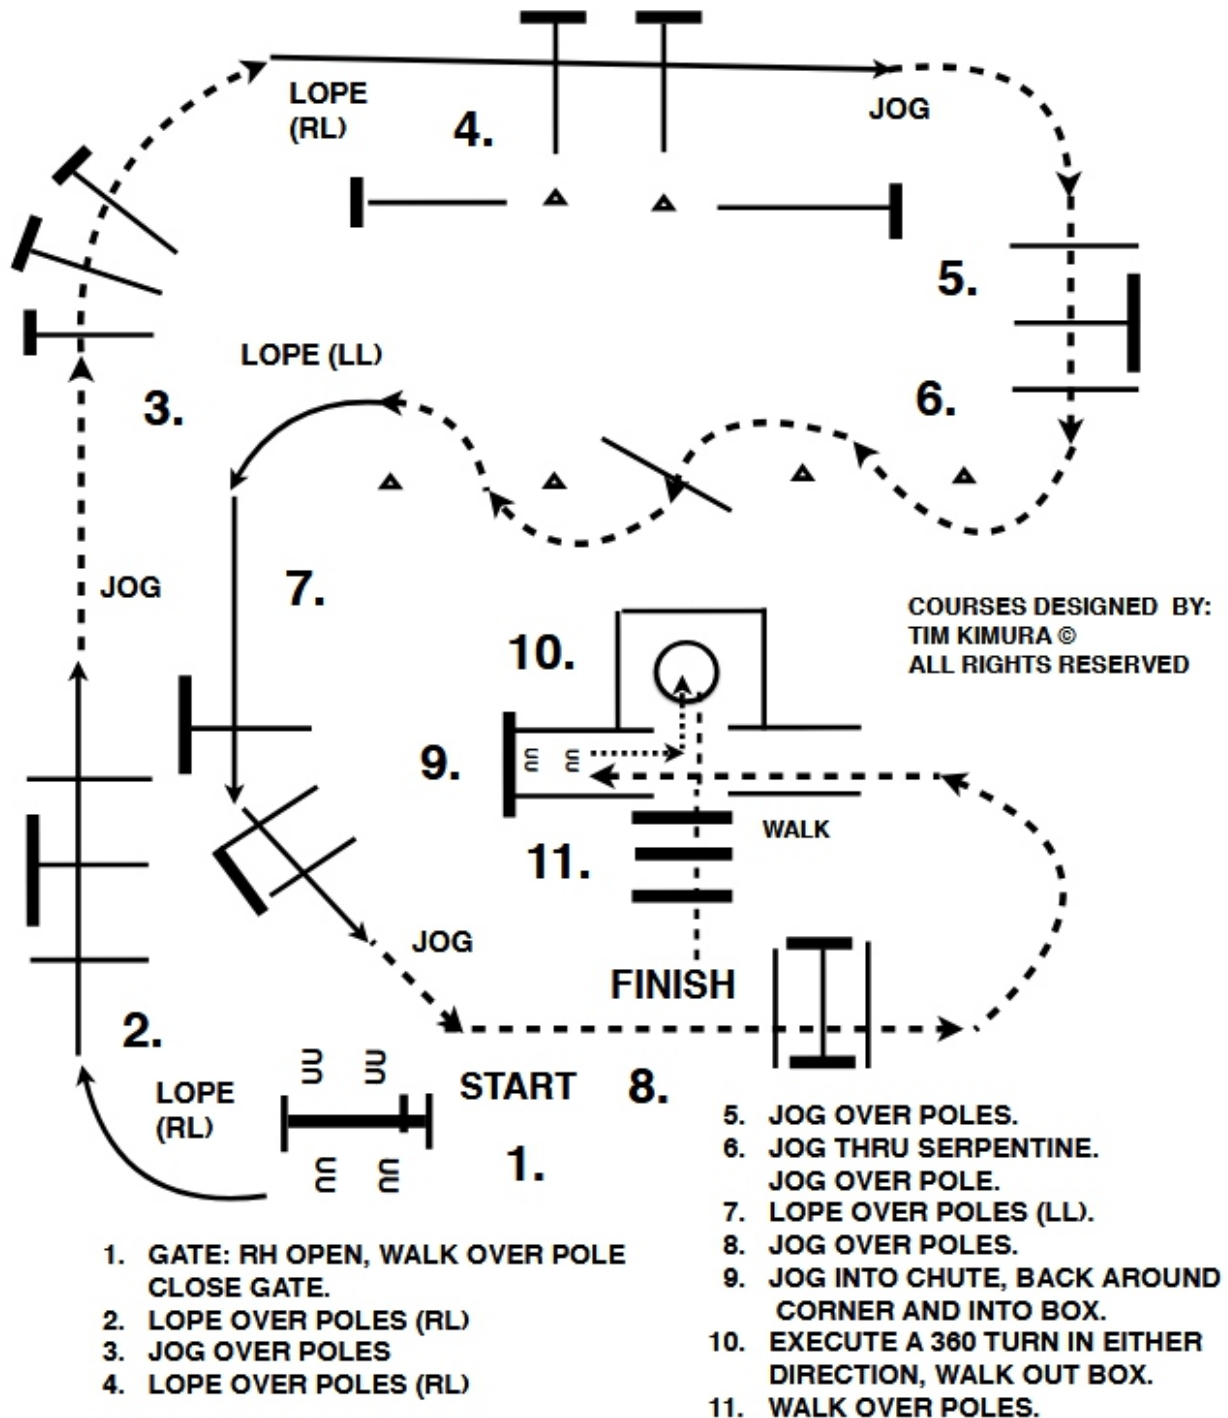 LOPE
(RL)
4.
JOG
5.
LOPE (LL)
3.
6.
JOG
7.
COURSES DESIGNED BY:
TIM KIMURA ©
ALL RIGHTS RESERVED
10.
9.
WALK
11.
JOG
FINISH
2.
LOPE
(RL)
START
8.
1.
1. GATE: RH OPEN, WALK OVER POLE
CLOSE GATE.
2. LOPE OVER POLES (RL)
3. JOG OVER POLES
4. LOPE OVER POLES (RL)
5. JOG OVER POLES.
6. JOG THRU SERPENTINE.
JOG OVER POLE.
7. LOPE OVER POLES (LL).
8. JOG OVER POLES.
9. JOG INTO CHUTE, BACK AROUND
CORNER AND INTO BOX.
10. EXECUTE A 360 TURN IN EITHER
DIRECTION, WALK OUT BOX.
11. WALK OVER POLES.